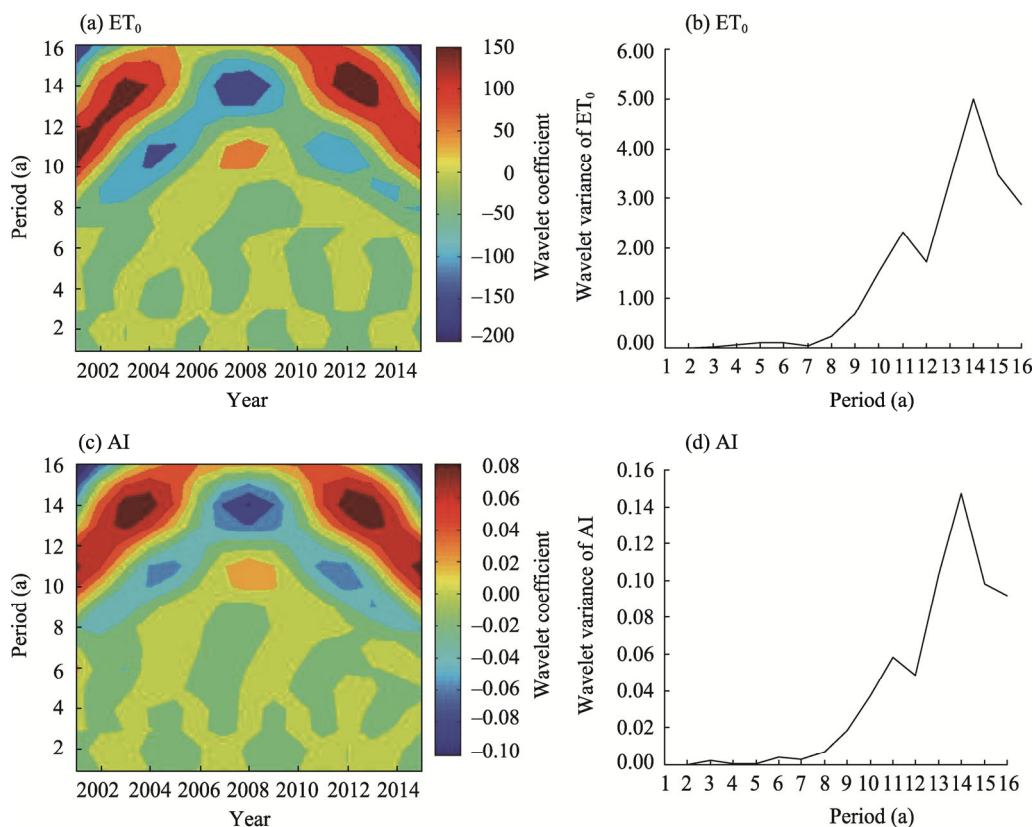 (a) ET₀
16
14
12
10
8
6
4
2
Period (a)
2002 2004 2006 2008 2010 2012 2014
Year
150
100
50
0
–50
–100
–150
–200
Wavelet coefficient
(b) ET₀
6.00
5.00
4.00
3.00
2.00
1.00
0.00
Wavelet variance of ET₀
1 2 3 4 5 6 7 8 9 10 11 12 13 14 15 16
Period (a)
(c) AI
16
14
12
10
8
6
4
2
Period (a)
2002 2004 2006 2008 2010 2012 2014
Year
0.08
0.06
0.04
0.02
0.00
–0.02
–0.04
–0.06
–0.08
–0.10
Wavelet coefficient
(d) AI
0.16
0.14
0.12
0.10
0.08
0.06
0.04
0.02
0.00
Wavelet variance of AI
1 2 3 4 5 6 7 8 9 10 11 12 13 14 15 16
Period (a)